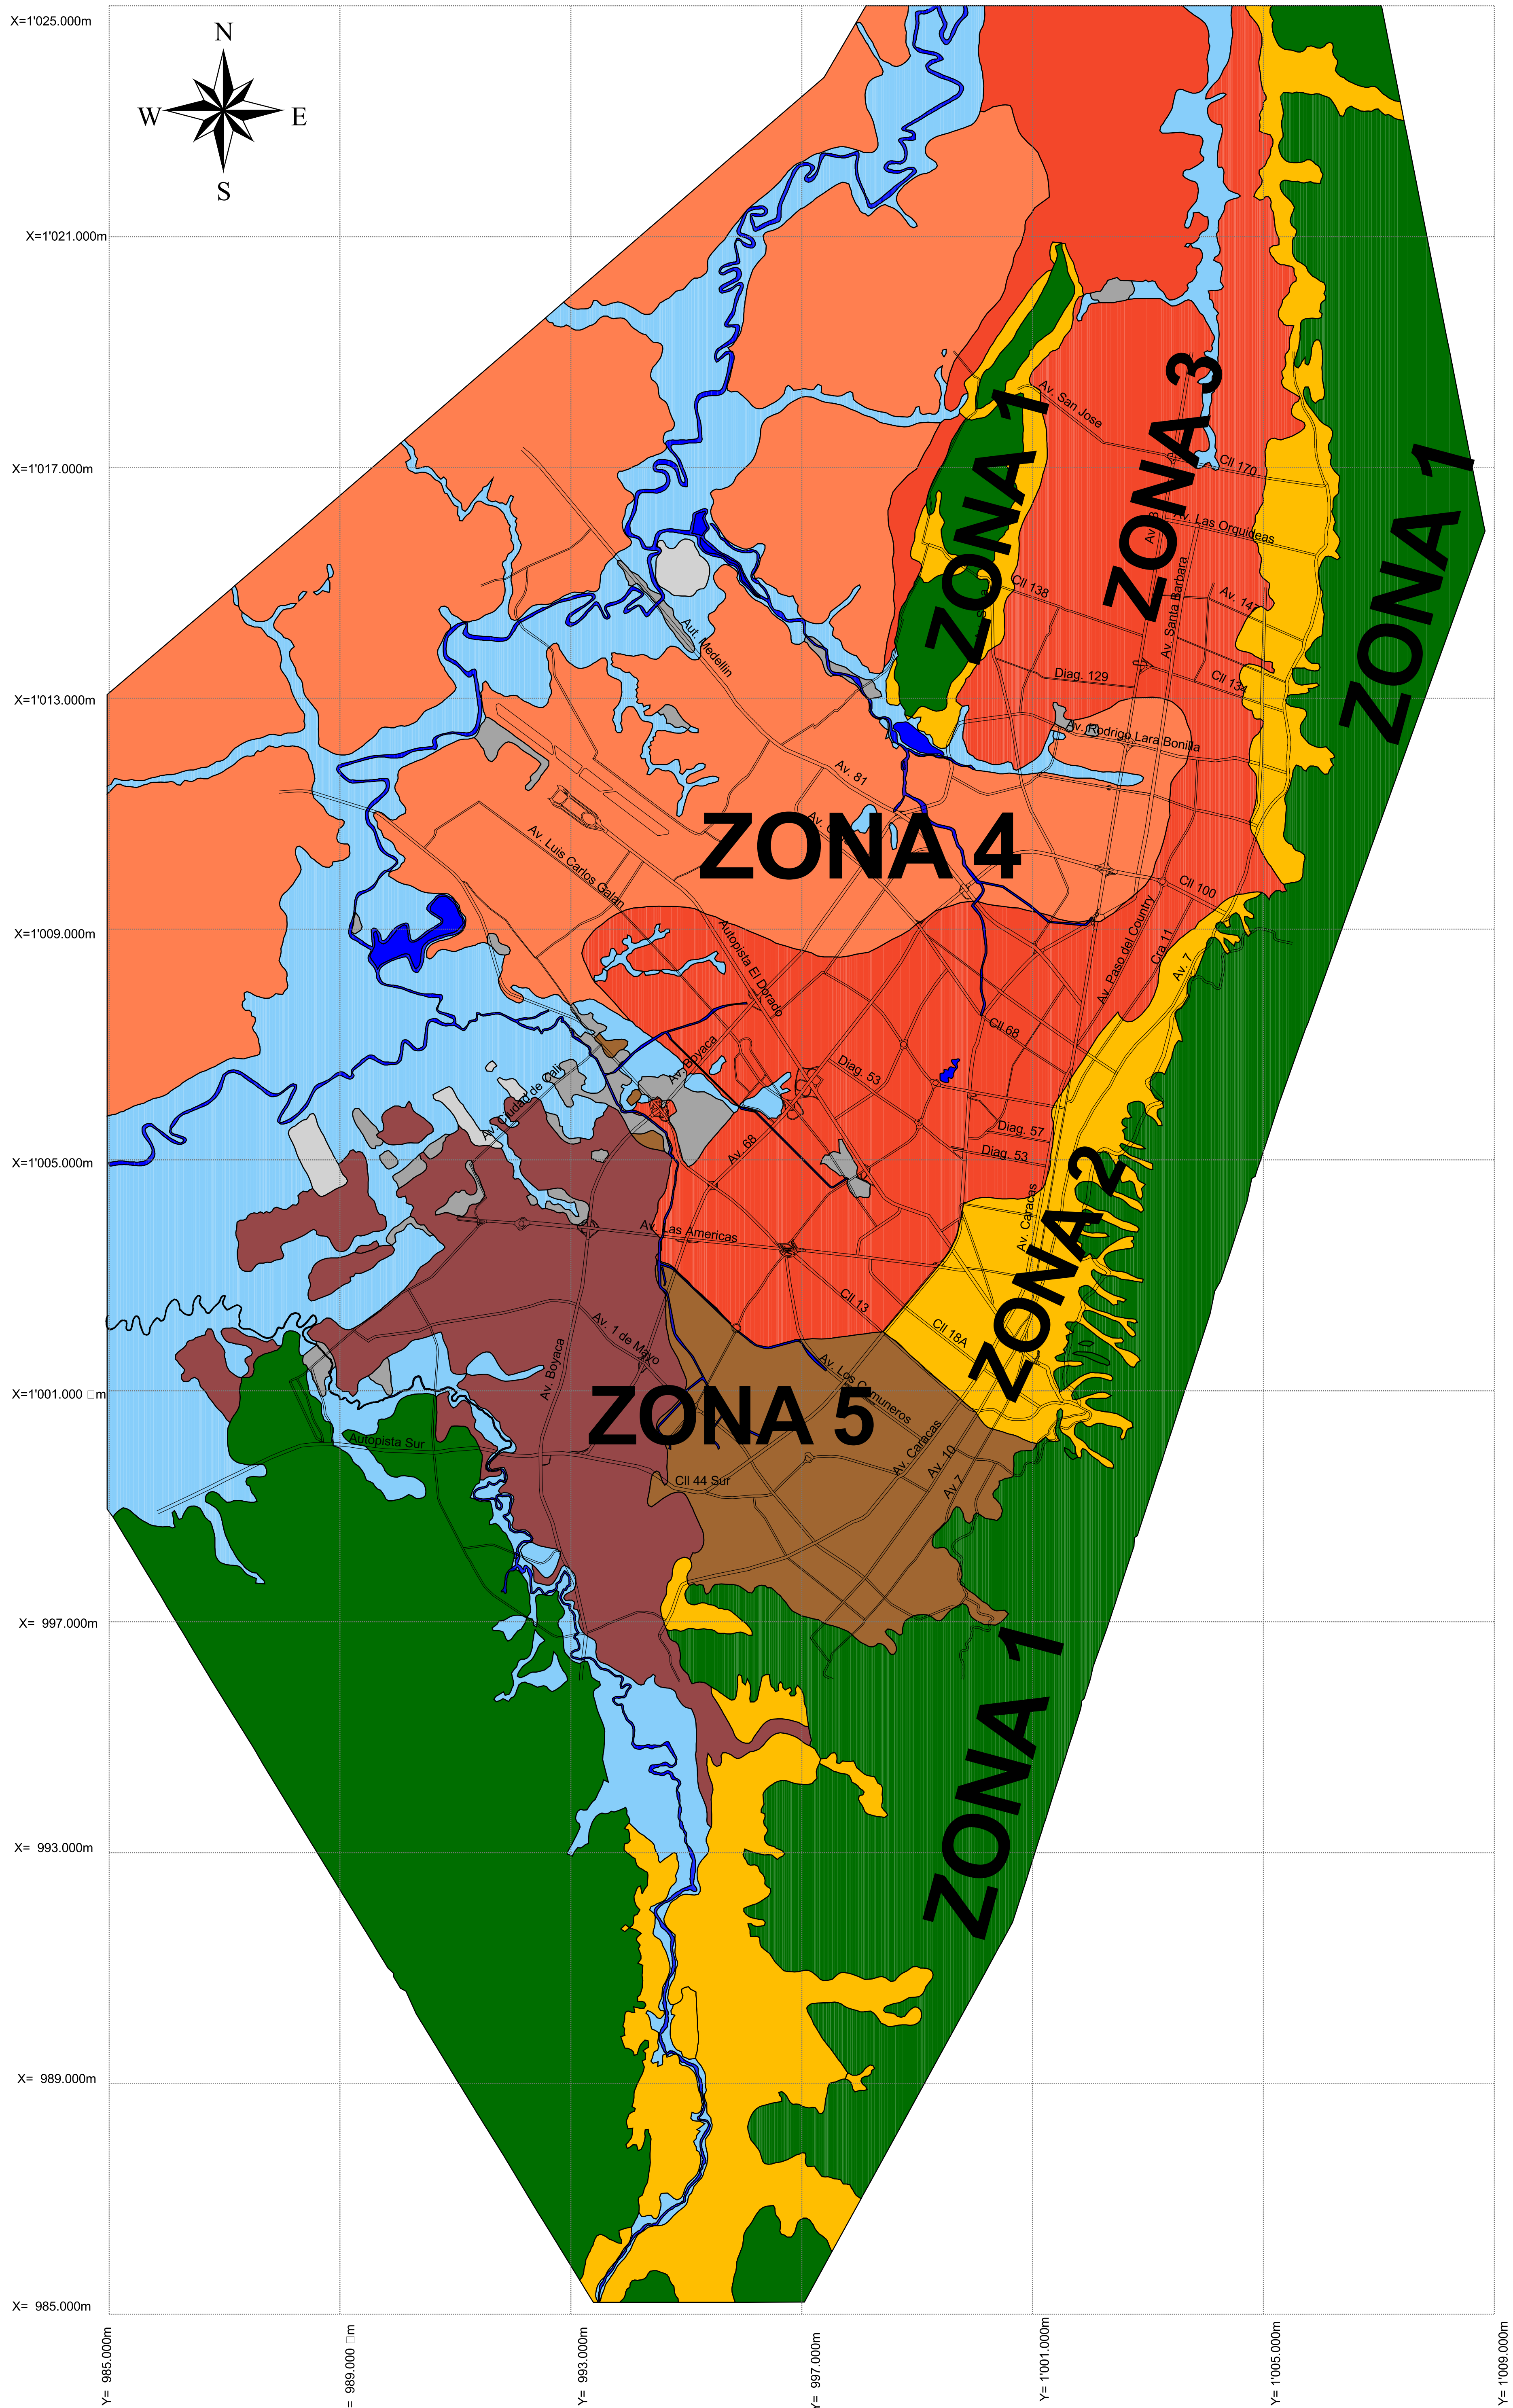 X=1'025.000m
N
W
E
S
X=1'021.000m
Av. San Jose
ZONA 3
ZONA 1
X=1'017.000m
Cll 170
Av. Las Orquideas
ZONA 1
Cll 138
Av. Santa Barbara
Av. 147
Aut. Medellin
Diag. 129
Cll 134
X=1'013.000m
Av. Rodrigo Lara Bonilla
Av. 81
ZONA 4
Av. Luis Carlos Galan
Cll 100
Autopista El Dorado
Av. Paso del Country
Cra 11
X=1'009.000m
Av. 7
Cll 68
Av. Boyaca
Diag. 53
Av. Ciudad de Cali
Diag. 57
Av. 68
Diag. 53
X=1'005.000m
ZONA 2
Av. Caracas
Av. Las Americas
Cll 13
Av. 1 de Mayo
Cll 18A
Av. Boyaca
Av. Los Comuneros
X=1'001.000 m
ZONA 5
Autopista Sur
Av. Caracas
Av. 10
Cll 44 Sur
Av. 7
X= 997.000m
ZONA 1
X= 993.000m
X= 989.000m
X= 985.000m
Y= 985.000m
= 989.000 m
Y= 993.000m
Y= 997.000m
Y= 1'001.000m
Y= 1'005.000m
Y= 1'009.000m